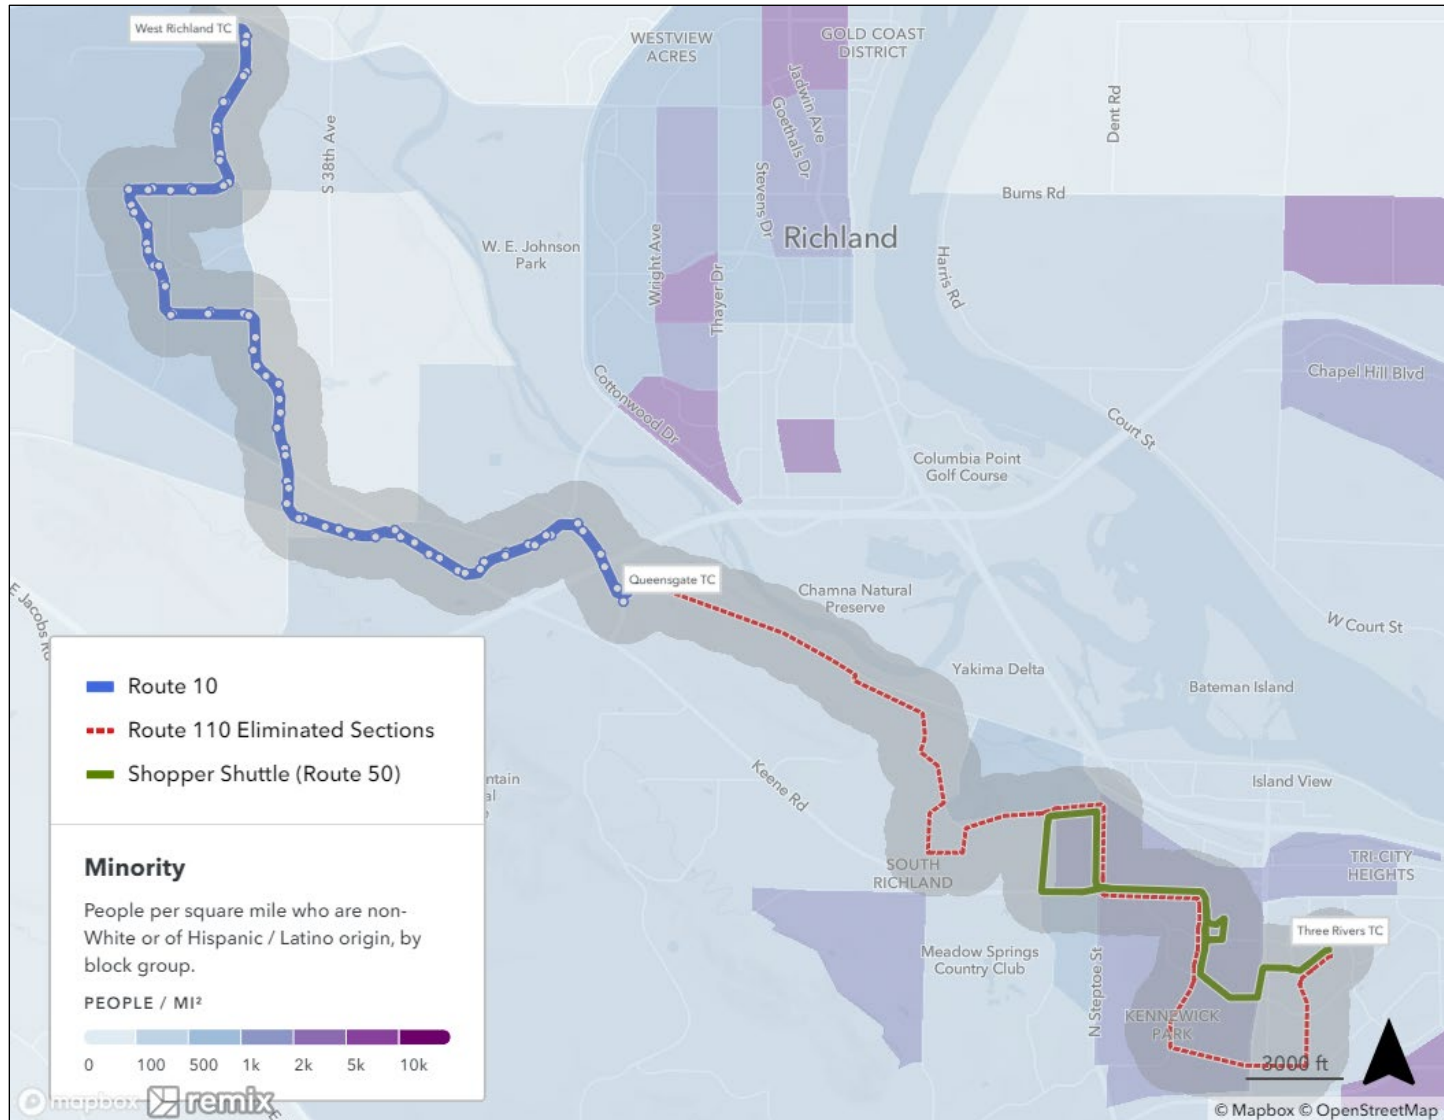 West Richland TC
WESTVIEW
ACRES
GOLD COAST
DISTRICT
Jadwin Ave
Goethals Dr
Dent Rd
S 38th Ave
Stevens Dr
Burns Rd
W. E. Johnson
Park
Richland
Wright Ave
Thayer Dr
Harris Rd
Chapel Hill Blvd
Cottonwood Dr
Court St
Columbia Point
Golf Course
Queensgate TC
Chamna Natural
Preserve
E Jacobs Rd
W Court St
Yakima Delta
Bateman Island
Route 10
Route 110 Eliminated Sections
Shopper Shuttle (Route 50)
ntain
al
Keene Rd
Island View
SOUTH
RICHLAND
TRI-CITY
HEIGHTS
Minority
People per square mile who are non-
White or of Hispanic / Latino origin, by
block group.
PEOPLE / MI²
0 100 500 1k 2k 5k 10k
Meadow Springs
Country Club
Three Rivers TC
N Steptoe St
KENNEWICK
PARK
3000 ft
mapbox remix
© Mapbox © OpenStreetMap